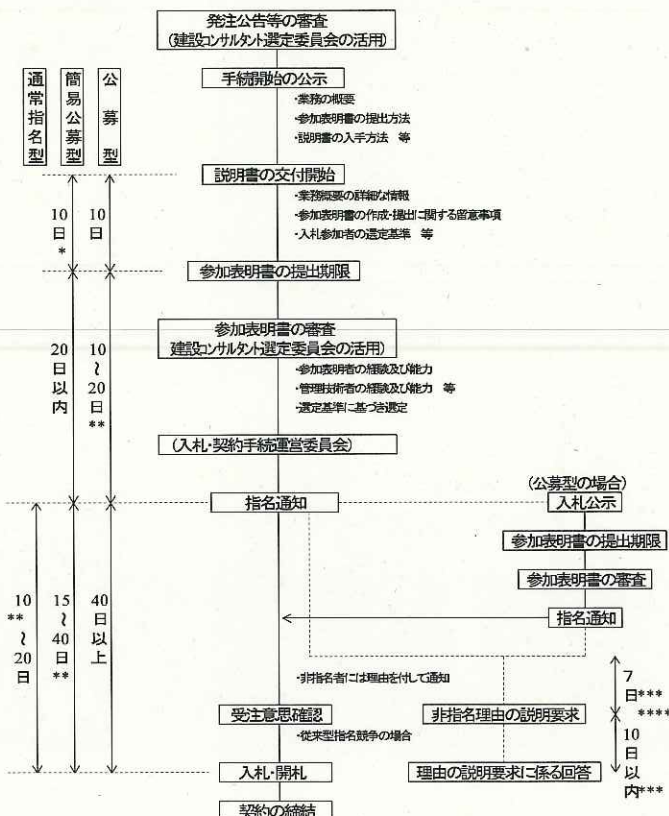 発注公告等の審査
(建設コンサルタント選定委員会の活用)
通常指名型
簡易公募型
公募型
手続開始の公示
・業務の概要
・参加表明書の提出方法
・説明書の入手方法 等
説明書の交付開始
・業務概要の詳細な情報
・参加表明書の作成・提出に関する留意事項
・入札参加者の選定基準 等
10日*
10日
参加表明書の提出期限
参加表明書の審査
建設コンサルタント選定委員会の活用)
・参加表明者の経験及び能力
・管理技術者の経験及び能力 等
・選定基準に基づき選定
20日以内
10～20日**
(入札・契約手続運営委員会)
(公募型の場合)
指名通知
入札公示
参加表明書の提出期限
参加表明書の審査
指名通知
10**～20日
15～40日**
40日以上
・非指名者には理由を付して通知
7日***
****
受注意思確認
非指名理由の説明要求
・従来型指名競争の場合
10日以内***
入札・開札
理由の説明要求に係る回答
契約の締結